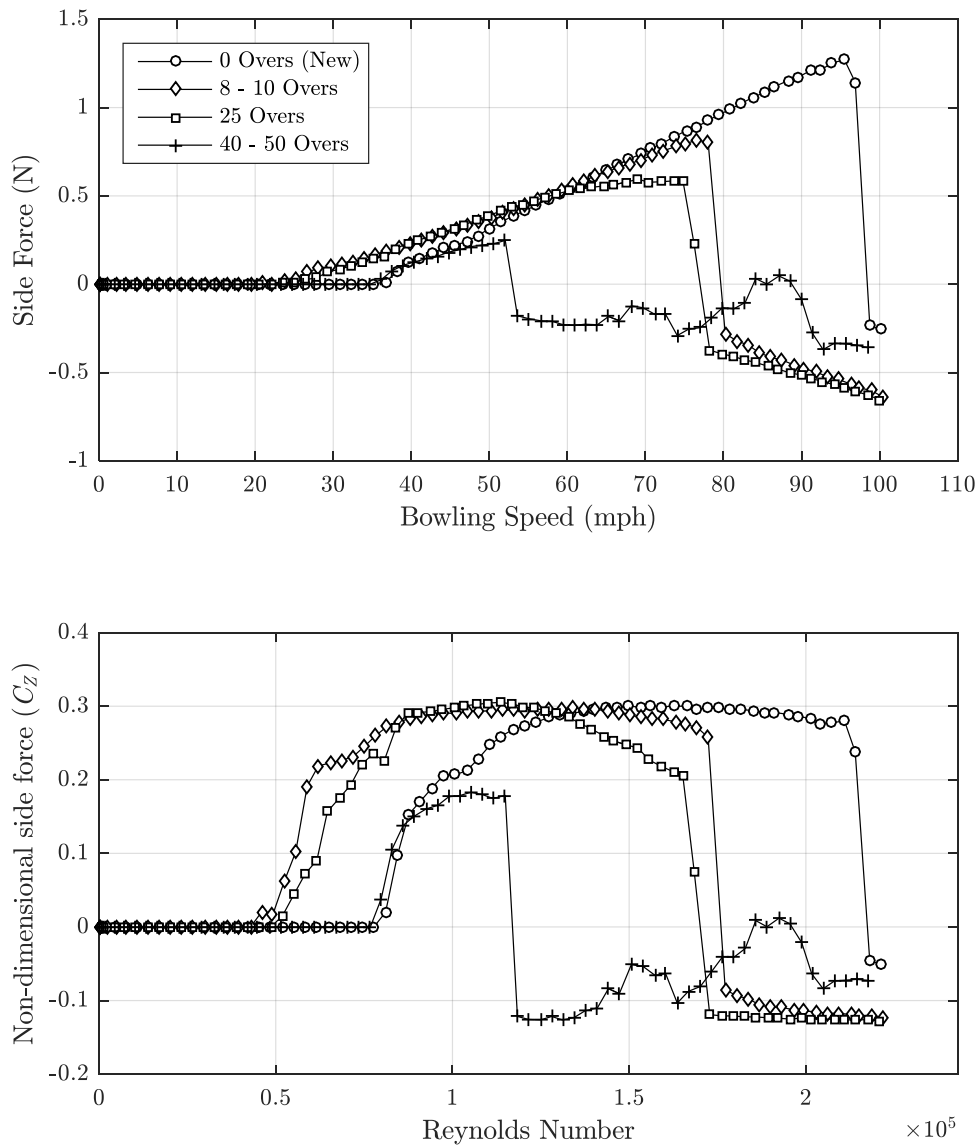 1.5
1
0.5
0
-0.5
-1
Side Force (N)
0 Overs (New)
8 - 10 Overs
25 Overs
40 - 50 Overs
0 10 20 30 40 50 60 70 80 90 100 110
Bowling Speed (mph)
0.4
0.3
0.2
0.1
0
-0.1
-0.2
Non-dimensional side force (C_Z)
0 0.5 1 1.5 2
Reynolds Number
×10⁵